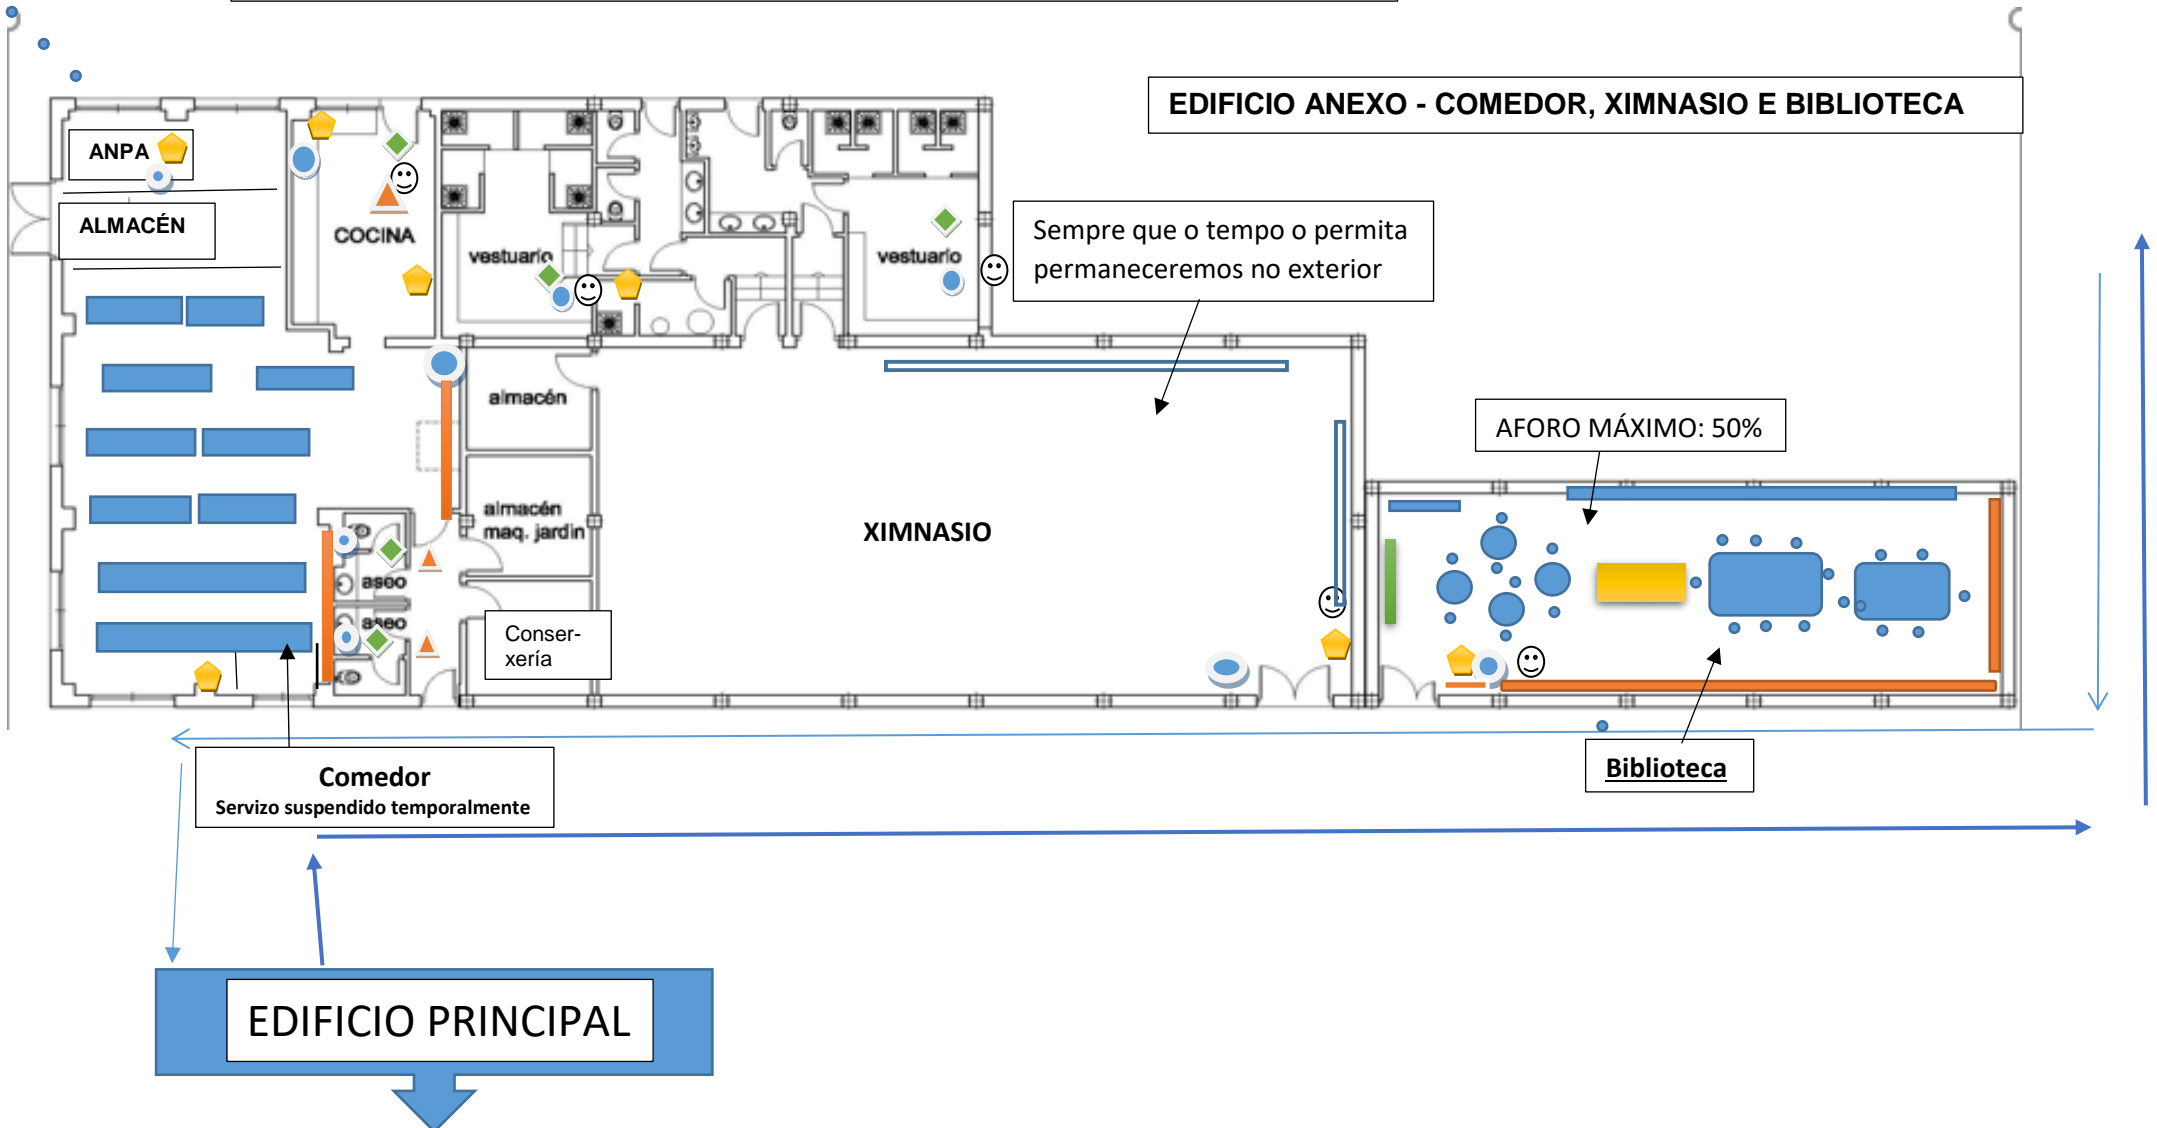 EDIFICIO ANEXO - COMEDOR, XIMNASIO E BIBLIOTECA
ANPA
ALMACÉN
COCINA
vestuario
vestuario
Sempre que o tempo o permita
permaneceremos no exterior
almacén
AFORO MÁXIMO: 50%
almacén
maq. jardin
XIMNASIO
aseo
aseo
Conser-
xería
Comedor
Servizo suspendido temporalmente
Biblioteca
EDIFICIO PRINCIPAL